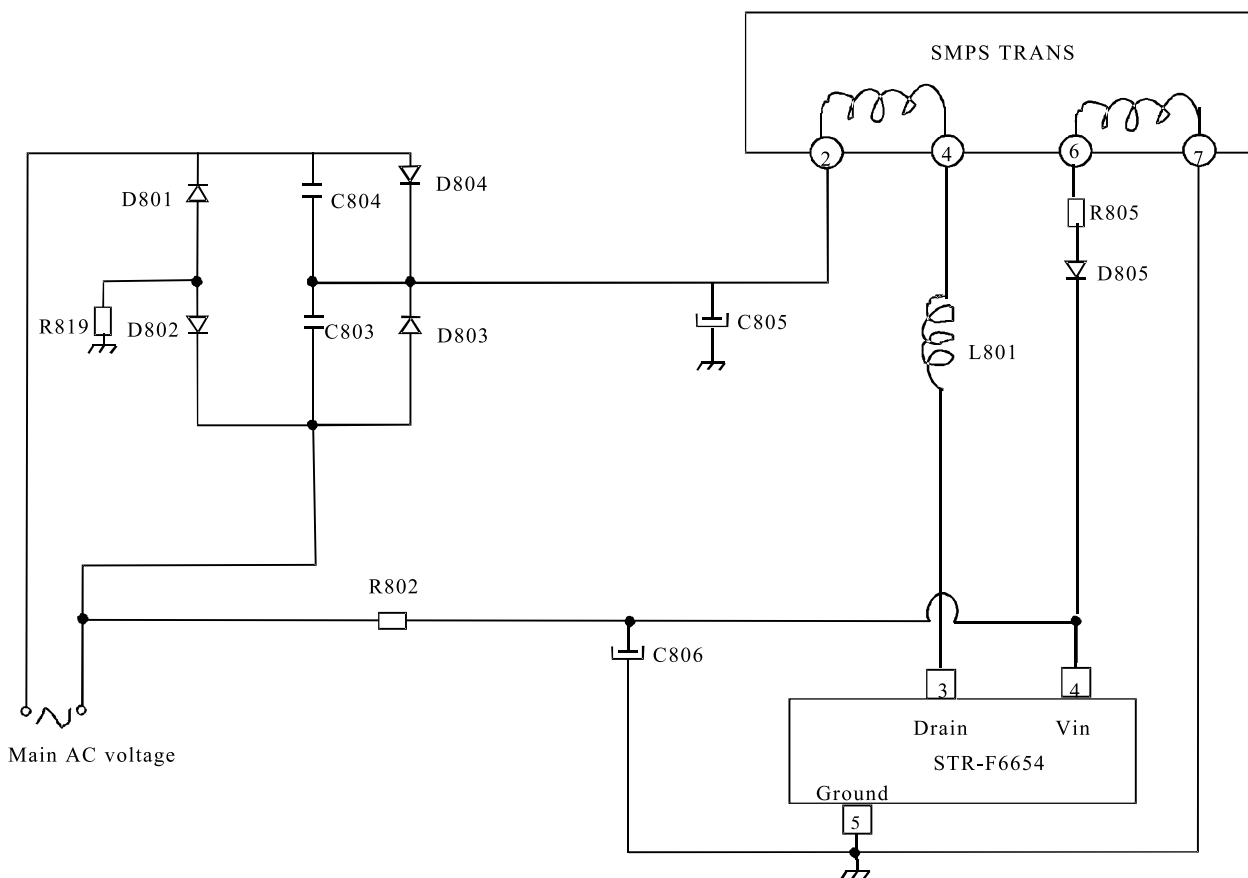 SMPS TRANS
2
4
6
7
D801
C804
D804
R805
D805
R819
D802
C803
D803
C805
L801
R802
C806
3
4
Main AC voltage
Drain
Vin
STR-F6654
Ground
5